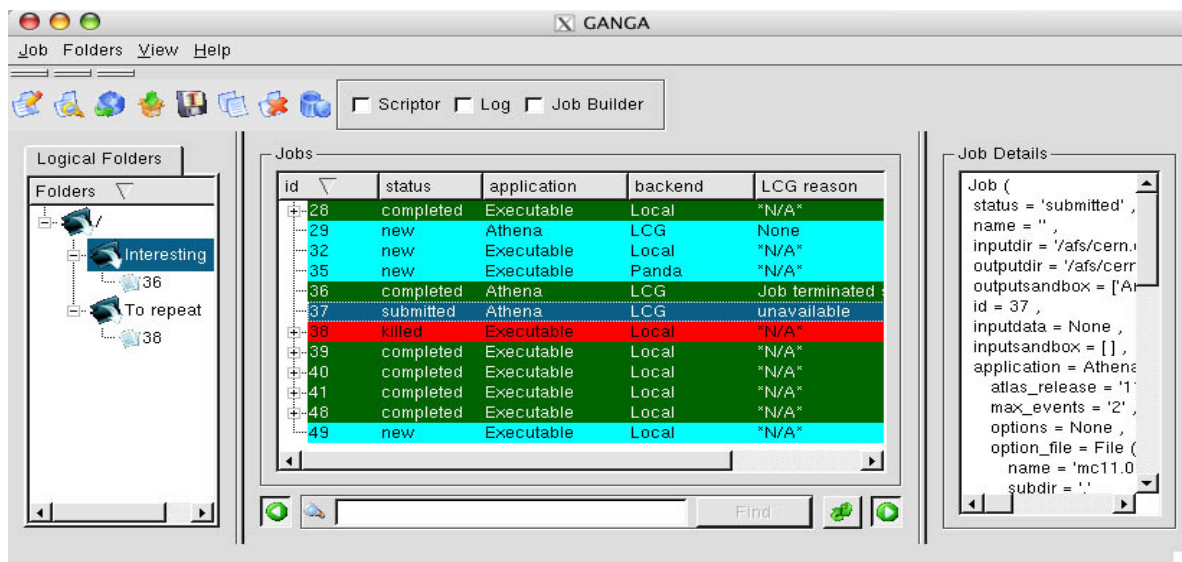 GANGA
Job Folders View Help
Scriptor Log Job Builder
Logical Folders
Folders
/
Interesting
36
To repeat
38
Jobs
id status application backend LCG reason
28 completed Executable Local *N/A*
29 new Athena LCG None
32 new Executable Local *N/A*
35 new Executable Panda *N/A*
36 completed Athena LCG Job terminated
37 submitted Athena LCG unavailable
38 killed Executable Local *N/A*
39 completed Executable Local *N/A*
40 completed Executable Local *N/A*
41 completed Executable Local *N/A*
48 completed Executable Local *N/A*
49 new Executable Local *N/A*
Find
Job Details
Job (
status = 'submitted' ,
name = '' ,
inputdir = '/afs/cern.
outputdir = '/afs/cern
outputsandbox = ['
id = 37 ,
inputdata = None ,
inputsandbox = [ ] ,
application = Athena
atlas_release = '1
max_events = '2' ,
options = None ,
option_file = File (
name = 'mc11.0
subdir = '.'